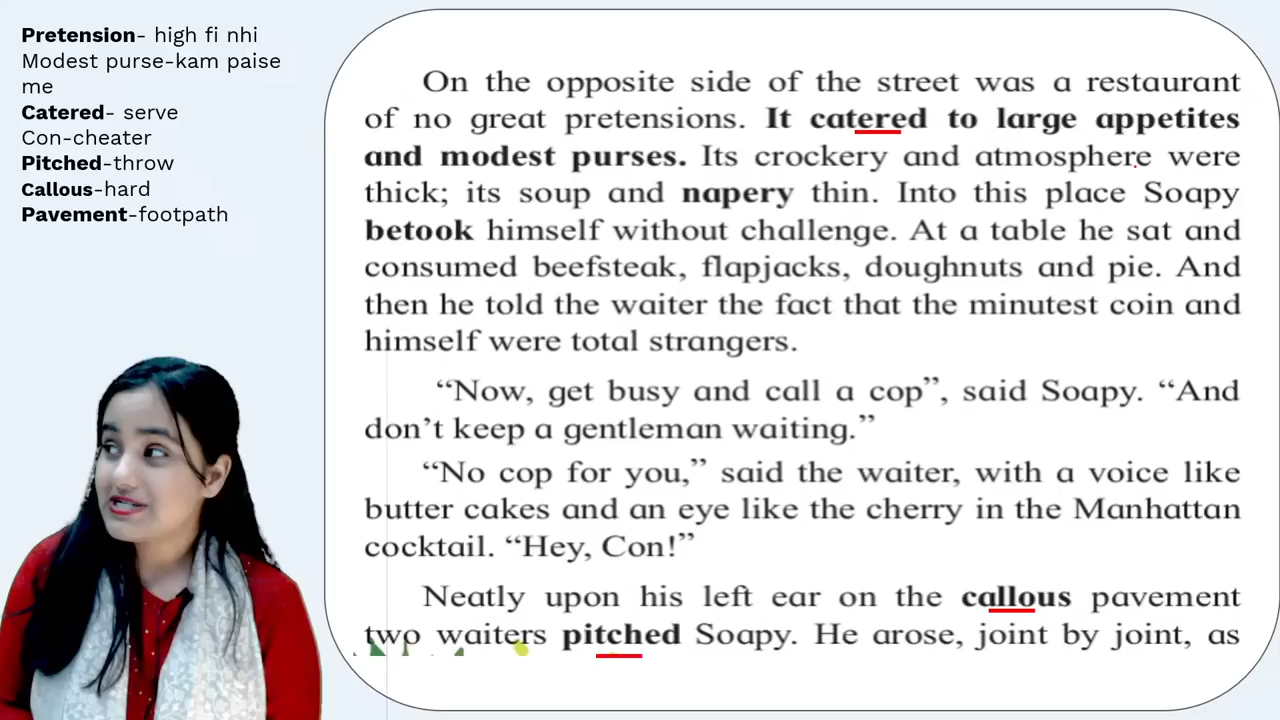 Pretension- high fi nhi
Modest purse-kam paise
me
Catered- serve
Con-cheater
Pitched-throw
Callous-hard
Pavement-footpath
On the opposite side of the street was a restaurant
of no great pretensions. It catered to large appetites
and modest purses. Its crockery and atmosphere were
thick; its soup and napery thin. Into this place Soapy
betook himself without challenge. At a table he sat and
consumed beefsteak, flapjacks, doughnuts and pie. And
then he told the waiter the fact that the minutest coin and
himself were total strangers.
“Now, get busy and call a cop”, said Soapy. “And
don’t keep a gentleman waiting.”
“No cop for you,” said the waiter, with a voice like
butter cakes and an eye like the cherry in the Manhattan
cocktail. “Hey, Con!”
Neatly upon his left ear on the callous pavement
two waiters pitched Soapy. He arose, joint by joint, as